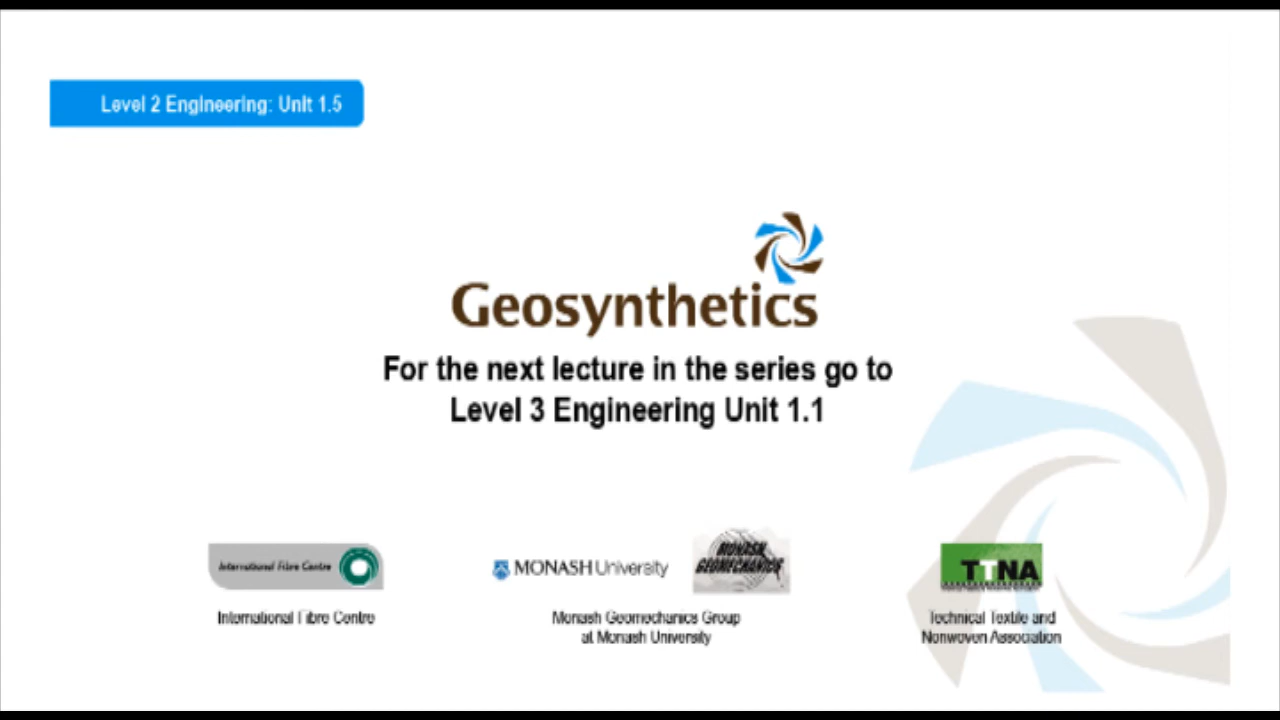 Level 2 Engineering: Unit 1.5
Geosynthetics
For the next lecture in the series go to
Level 3 Engineering Unit 1.1
International Fibre Centre
MONASH University
MONASH
GEOMECHANICS
TTNA
International Fibre Centre
Monash Geomechanics Group
at Monash University
Technical Textile and
Nonwoven Association